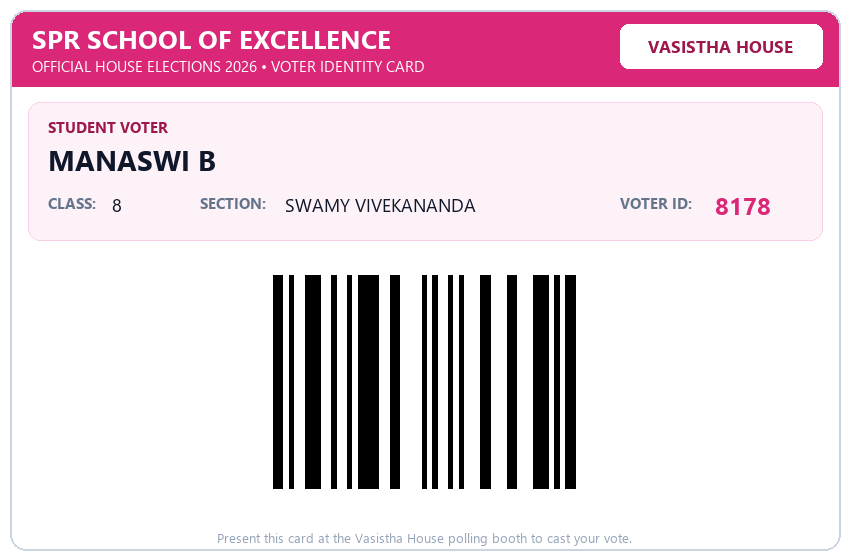 SPR SCHOOL OF EXCELLENCE
OFFICIAL HOUSE ELECTIONS 2026 • VOTER IDENTITY CARD
VASISTHA HOUSE
STUDENT VOTER
MANASWI B
CLASS: 8 SECTION: SWAMY VIVEKANANDA VOTER ID: 8178
Present this card at the Vasistha House polling booth to cast your vote.